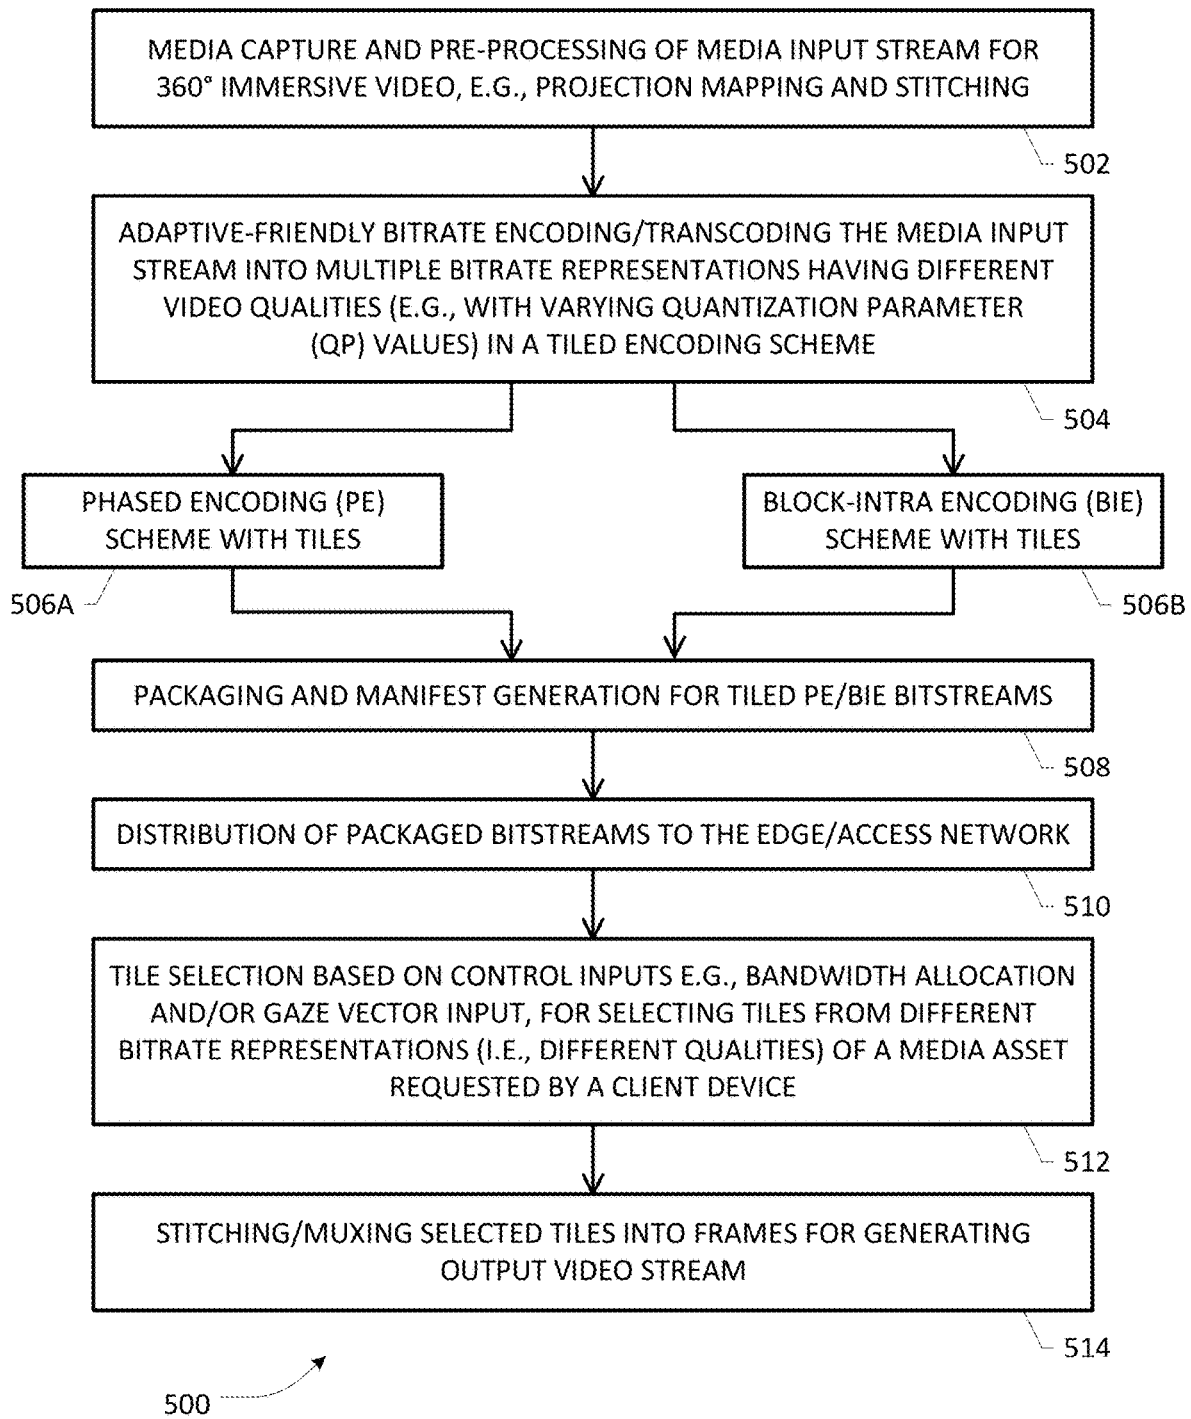 MEDIA CAPTURE AND PRE-PROCESSING OF MEDIA INPUT STREAM FOR
360° IMMERSIVE VIDEO, E.G., PROJECTION MAPPING AND STITCHING
502
ADAPTIVE-FRIENDLY BITRATE ENCODING/TRANSCODING THE MEDIA INPUT
STREAM INTO MULTIPLE BITRATE REPRESENTATIONS HAVING DIFFERENT
VIDEO QUALITIES (E.G., WITH VARYING QUANTIZATION PARAMETER
(QP) VALUES) IN A TILED ENCODING SCHEME
504
PHASED ENCODING (PE)
SCHEME WITH TILES
506A
BLOCK-INTRA ENCODING (BIE)
SCHEME WITH TILES
506B
PACKAGING AND MANIFEST GENERATION FOR TILED PE/BIE BITSTREAMS
508
DISTRIBUTION OF PACKAGED BITSTREAMS TO THE EDGE/ACCESS NETWORK
510
TILE SELECTION BASED ON CONTROL INPUTS E.G., BANDWIDTH ALLOCATION
AND/OR GAZE VECTOR INPUT, FOR SELECTING TILES FROM DIFFERENT
BITRATE REPRESENTATIONS (I.E., DIFFERENT QUALITIES) OF A MEDIA ASSET
REQUESTED BY A CLIENT DEVICE
512
STITCHING/MUXING SELECTED TILES INTO FRAMES FOR GENERATING
OUTPUT VIDEO STREAM
514
500